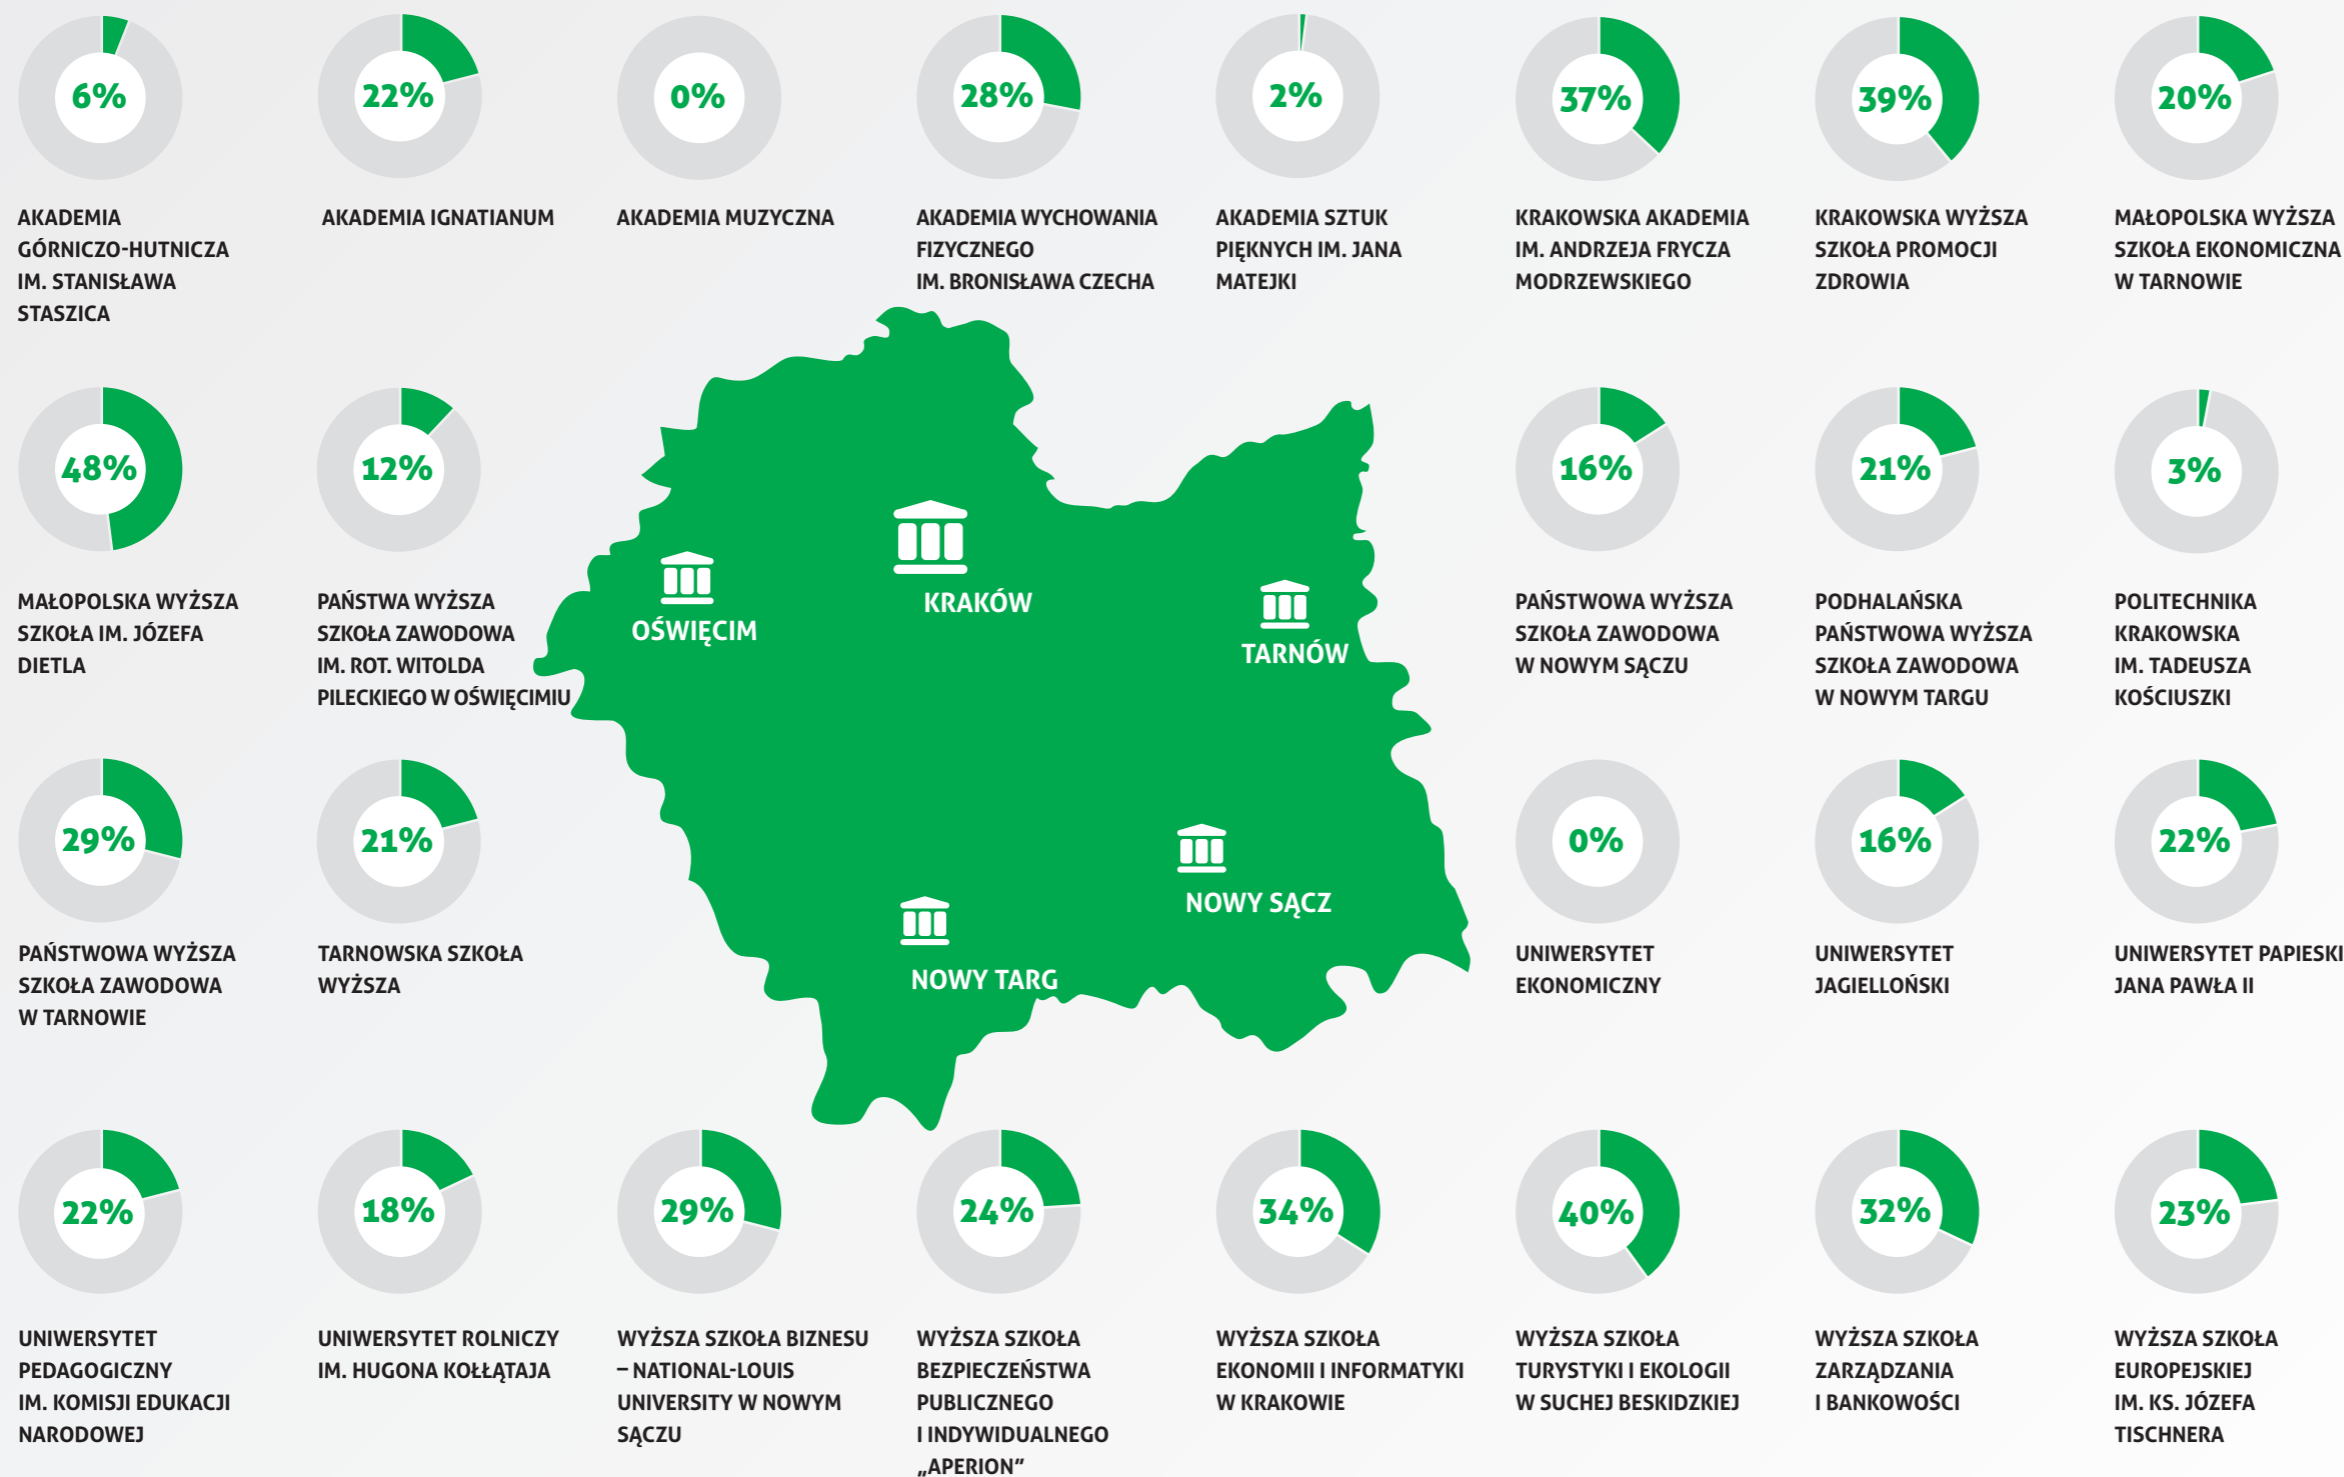 6%
22%
0%
28%
2%
37%
39%
20%
AKADEMIA
GÓRNICZO-HUTNICZA
IM. STANISŁAWA
STASZICA
AKADEMIA IGNATIANUM
AKADEMIA MUZYCZNA
AKADEMIA WYCHOWANIA
FIZYCZNEGO
IM. BRONISŁAWA CZECHA
AKADEMIA SZTUK
PIĘKNYCH IM. JANA
MATEJKI
KRAKOWSKA AKADEMIA
IM. ANDRZEJA FRYCZA
MODRZEWSKIEGO
KRAKOWSKA WYŻSZA
SZKOŁA PROMOCJI
ZDROWIA
MAŁOPOLSKA WYŻSZA
SZKOŁA EKONOMICZNA
W TARNOWIE
48%
12%
16%
21%
3%
MAŁOPOLSKA WYŻSZA
SZKOŁA IM. JÓZEFA
DIETLA
PAŃSTWA WYŻSZA
SZKOŁA ZAWODOWA
IM. ROT. WITOLDA
PILECKIEGO W OŚWIĘCIMIU
OŚWIĘCIM
KRAKÓW
TARNÓW
PAŃSTWOWA WYŻSZA
SZKOŁA ZAWODOWA
W NOWYM SĄCZU
PODHALAŃSKA
PAŃSTWOWA WYŻSZA
SZKOŁA ZAWODOWA
W NOWYM TARGU
POLITECHNIKA
KRAKOWSKA
IM. TADEUSZA
KOŚCIUSZKI
29%
21%
0%
16%
22%
PAŃSTWOWA WYŻSZA
SZKOŁA ZAWODOWA
W TARNOWIE
TARNOWSKA SZKOŁA
WYŻSZA
NOWY TARG
NOWY SĄCZ
UNIWERSYTET
EKONOMICZNY
UNIWERSYTET
JAGIELLOŃSKI
UNIWERSYTET PAPIESKI
JANA PAWŁA II
22%
18%
29%
24%
34%
40%
32%
23%
UNIWERSYTET
PEDAGOGICZNY
IM. KOMISJI EDUKACJI
NARODOWEJ
UNIWERSYTET ROLNICZY
IM. HUGONA KOŁŁĄTAJA
WYŻSZA SZKOŁA BIZNESU
– NATIONAL-LOUIS
UNIVERSITY W NOWYM
SĄCZU
WYŻSZA SZKOŁA
BEZPIECZEŃSTWA
PUBLICZNEGO
I INDYWIDUALNEGO
„APERION”
WYŻSZA SZKOŁA
EKONOMII I INFORMATYKI
W KRAKOWIE
WYŻSZA SZKOŁA
TURYSTYKI I EKOLOGII
W SUCHEJ BESKIDZKIEJ
WYŻSZA SZKOŁA
ZARZĄDZANIA
I BANKOWOŚCI
WYŻSZA SZKOŁA
EUROPEJSKIEJ
IM. KS. JÓZEFA
TISCHNERA